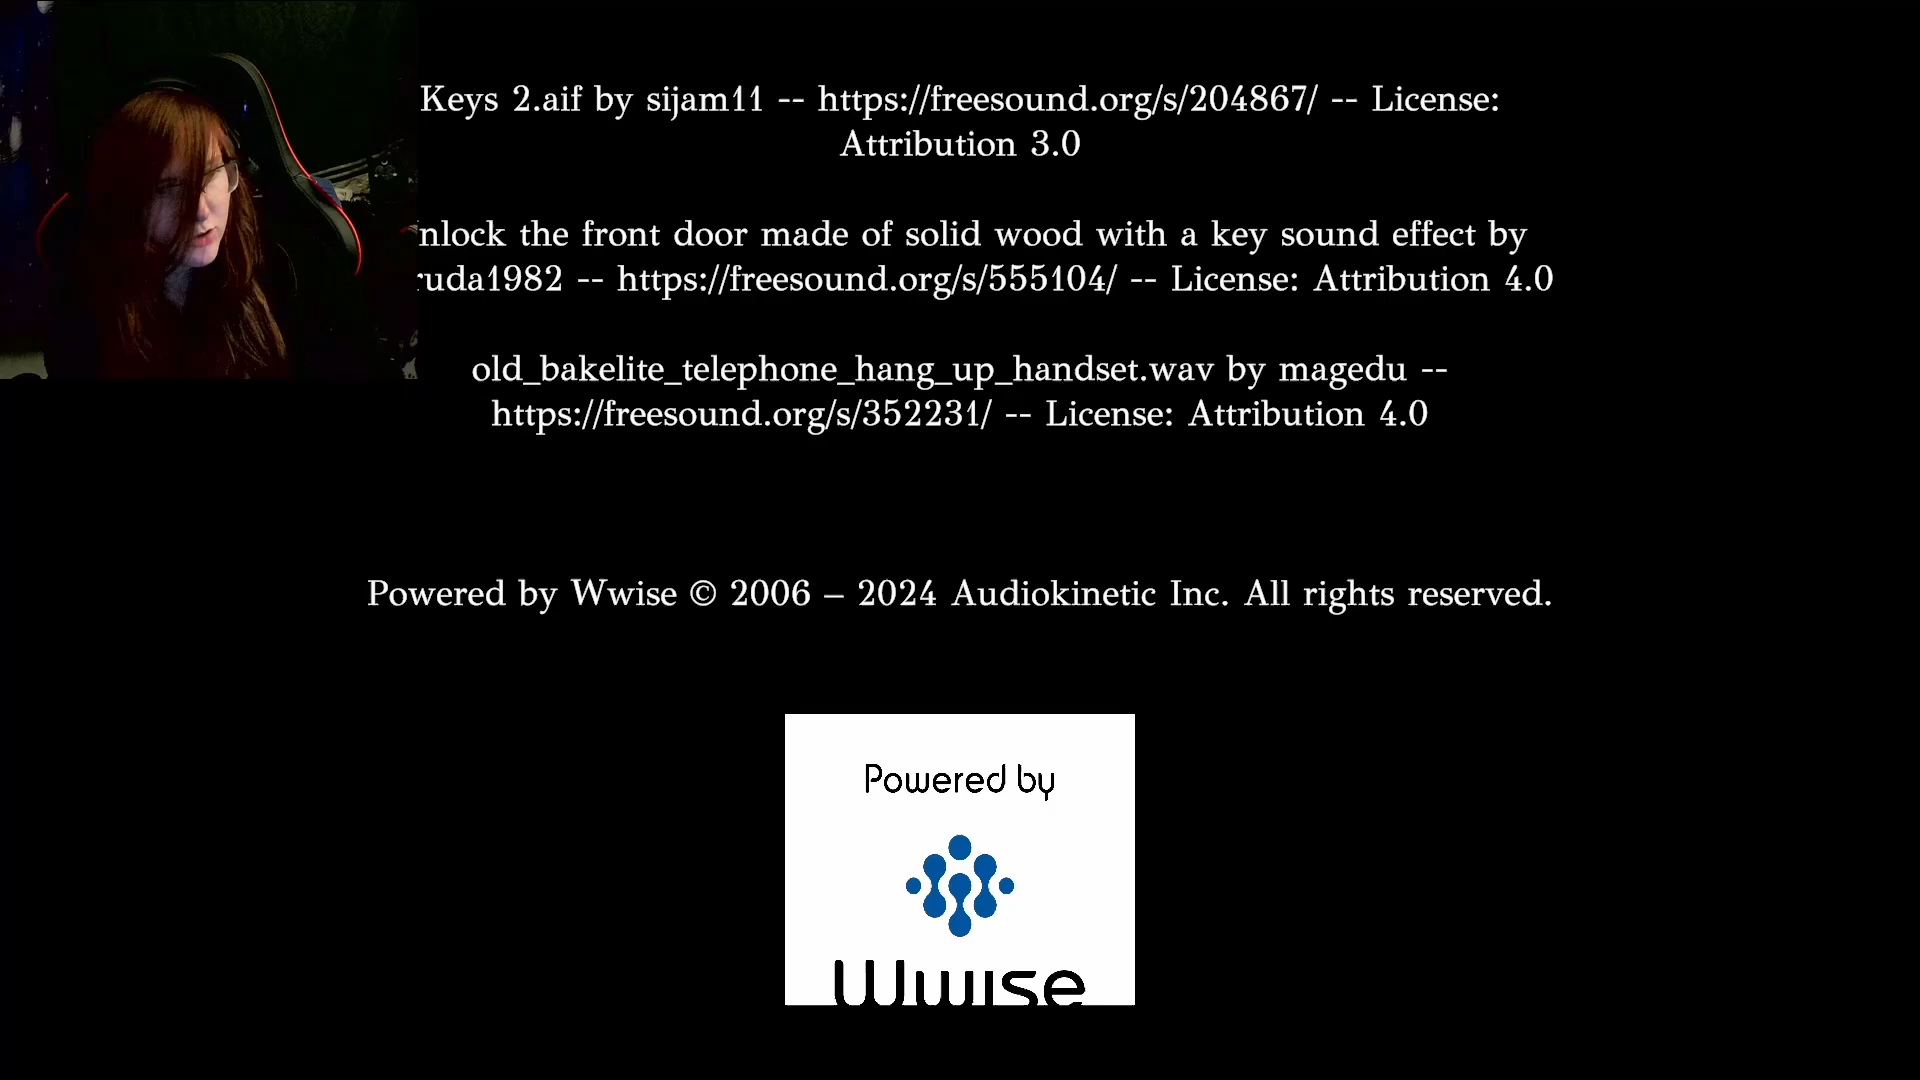 Keys 2.aif by sijam11 -- https://freesound.org/s/204867/ -- License:
Attribution 3.0
nlock the front door made of solid wood with a key sound effect by
ruda1982 -- https://freesound.org/s/555104/ -- License: Attribution 4.0
old_bakelite_telephone_hang_up_handset.wav by magedu --
https://freesound.org/s/352231/ -- License: Attribution 4.0
Powered by Wwise © 2006 – 2024 Audiokinetic Inc. All rights reserved.
Powered by
Wwise